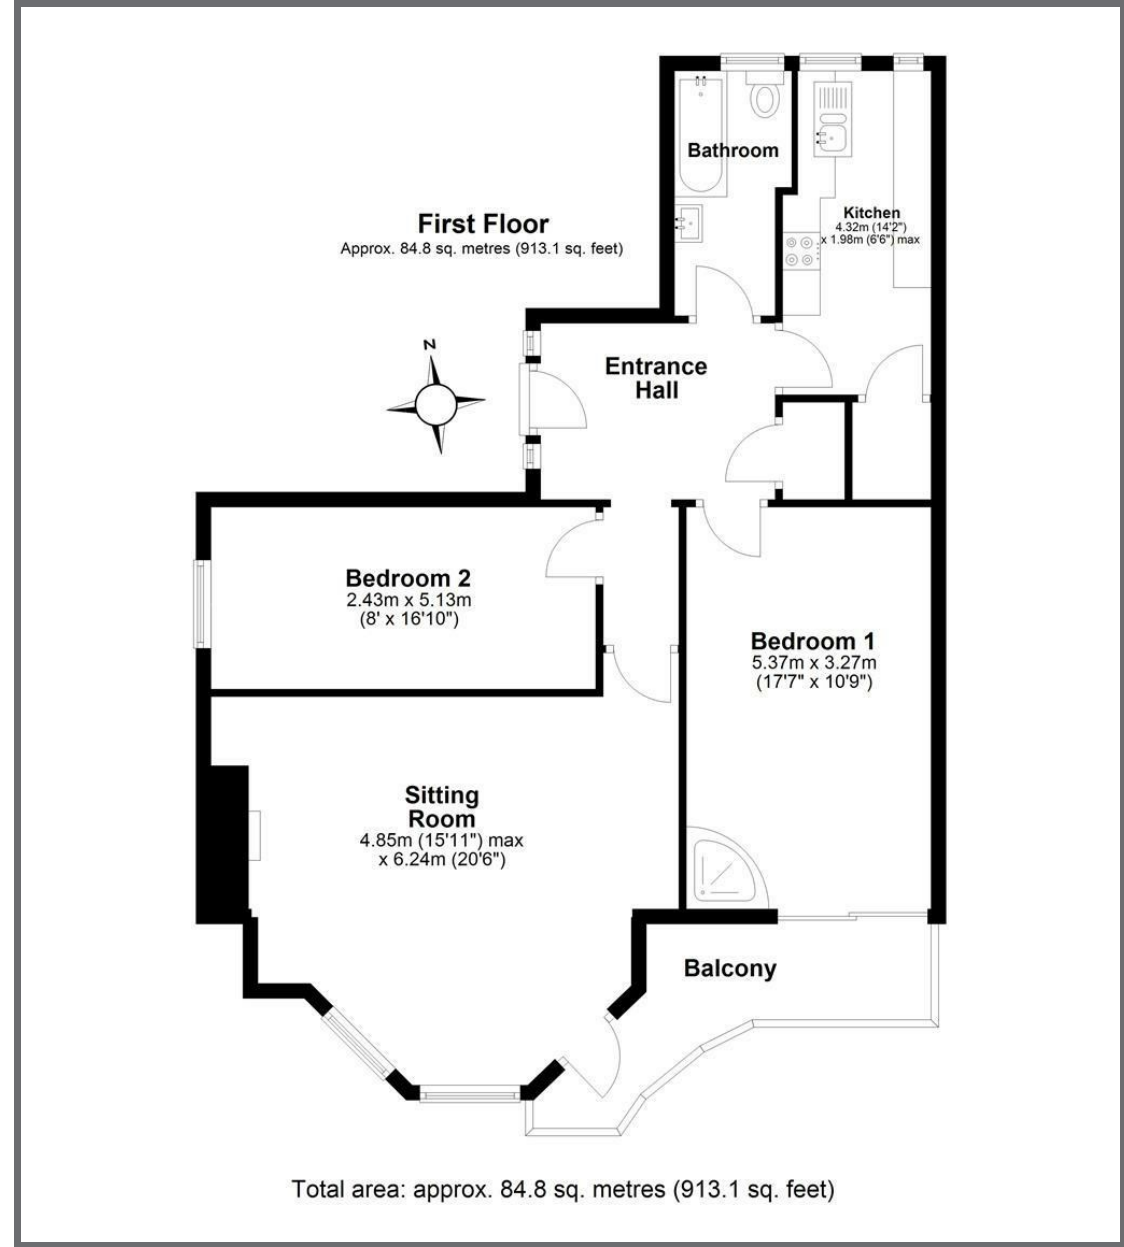 Bathroom
Kitchen
4.32m (14'2")
x 1.98m (6'6") max
First Floor
Approx. 84.8 sq. metres (913.1 sq. feet)
N
Entrance
Hall
Bedroom 2
2.43m x 5.13m
(8' x 16'10")
Bedroom 1
5.37m x 3.27m
(17'7" x 10'9")
Sitting
Room
4.85m (15'11") max
x 6.24m (20'6")
Balcony
Total area: approx. 84.8 sq. metres (913.1 sq. feet)